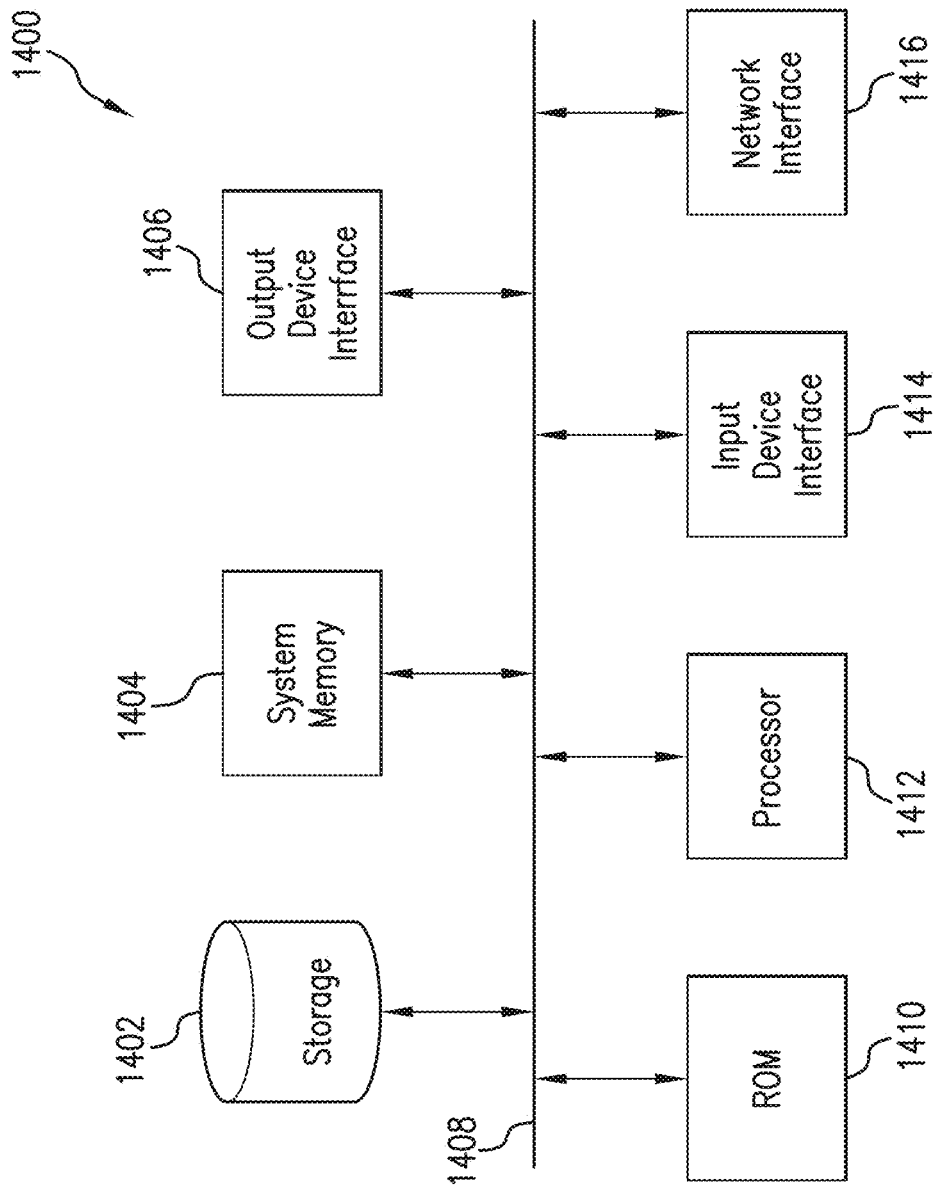 1400
1402
Storage
1404
System
Memory
1406
Output
Device
Interrface
1408
ROM
1410
Processor
1412
Input
Device
Interface
1414
Network
Interface
1416